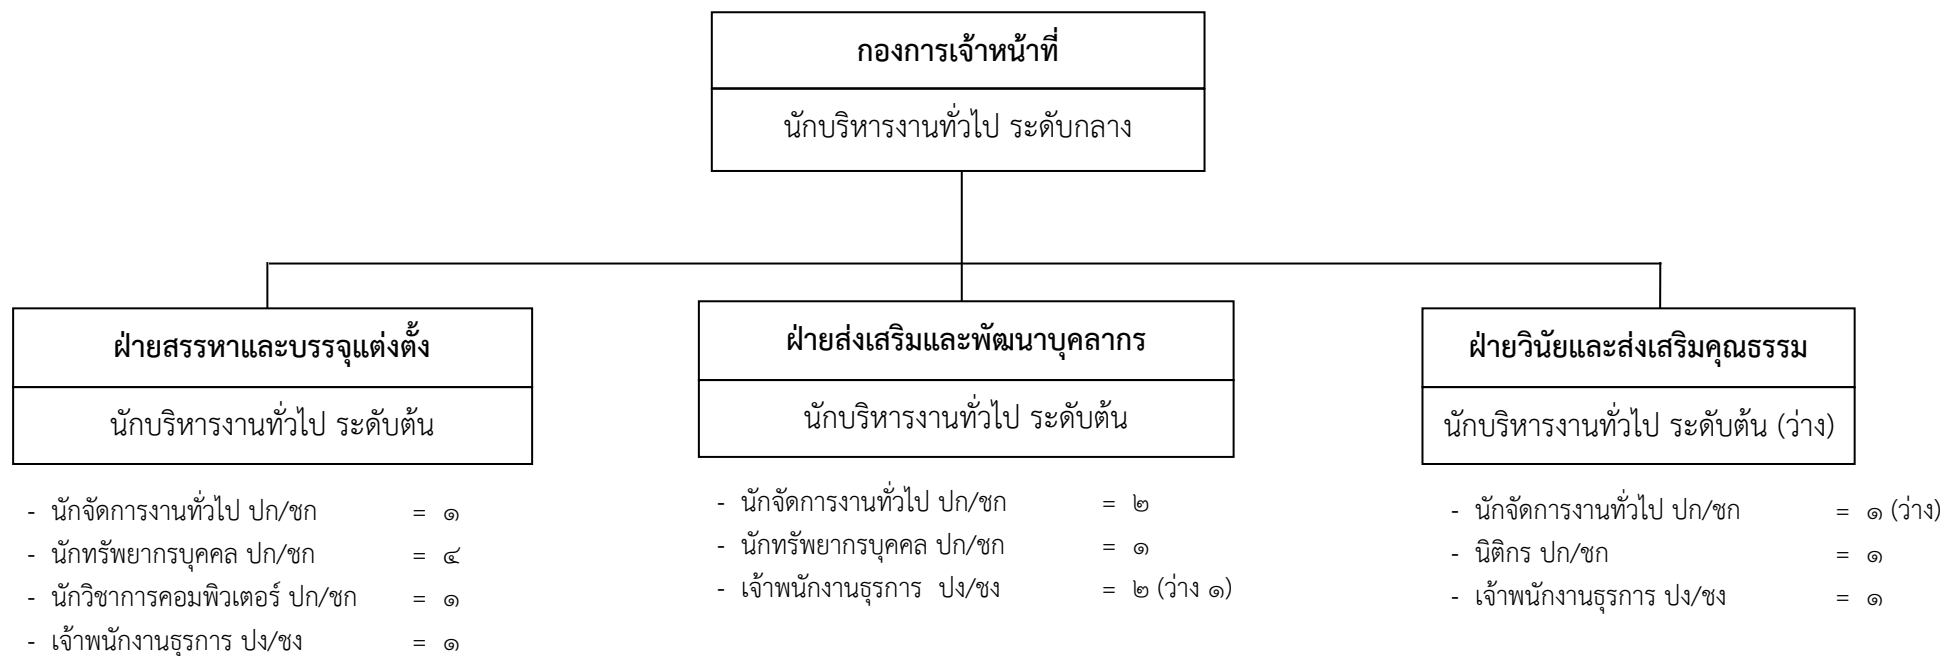 กองการเจ้าหน้าที่
นักบริหารงานทั่วไป ระดับกลาง
ฝ่ายสรรหาและบรรจุแต่งตั้ง
นักบริหารงานทั่วไป ระดับต้น
- นักจัดการงานทั่วไป ปก/ชก = ๑
- นักทรัพยากรบุคคล ปก/ชก = ๔
- นักวิชาการคอมพิวเตอร์ ปก/ชก = ๑
- เจ้าพนักงานธุรการ ปง/ชง = ๑
ฝ่ายส่งเสริมและพัฒนาบุคลากร
นักบริหารงานทั่วไป ระดับต้น
- นักจัดการงานทั่วไป ปก/ชก = ๒
- นักทรัพยากรบุคคล ปก/ชก = ๑
- เจ้าพนักงานธุรการ ปง/ชง = ๒ (ว่าง ๑)
ฝ่ายวินัยและส่งเสริมคุณธรรม
นักบริหารงานทั่วไป ระดับต้น (ว่าง)
- นักจัดการงานทั่วไป ปก/ชก = ๑ (ว่าง)
- นิติกร ปก/ชก = ๑
- เจ้าพนักงานธุรการ ปง/ชง = ๑